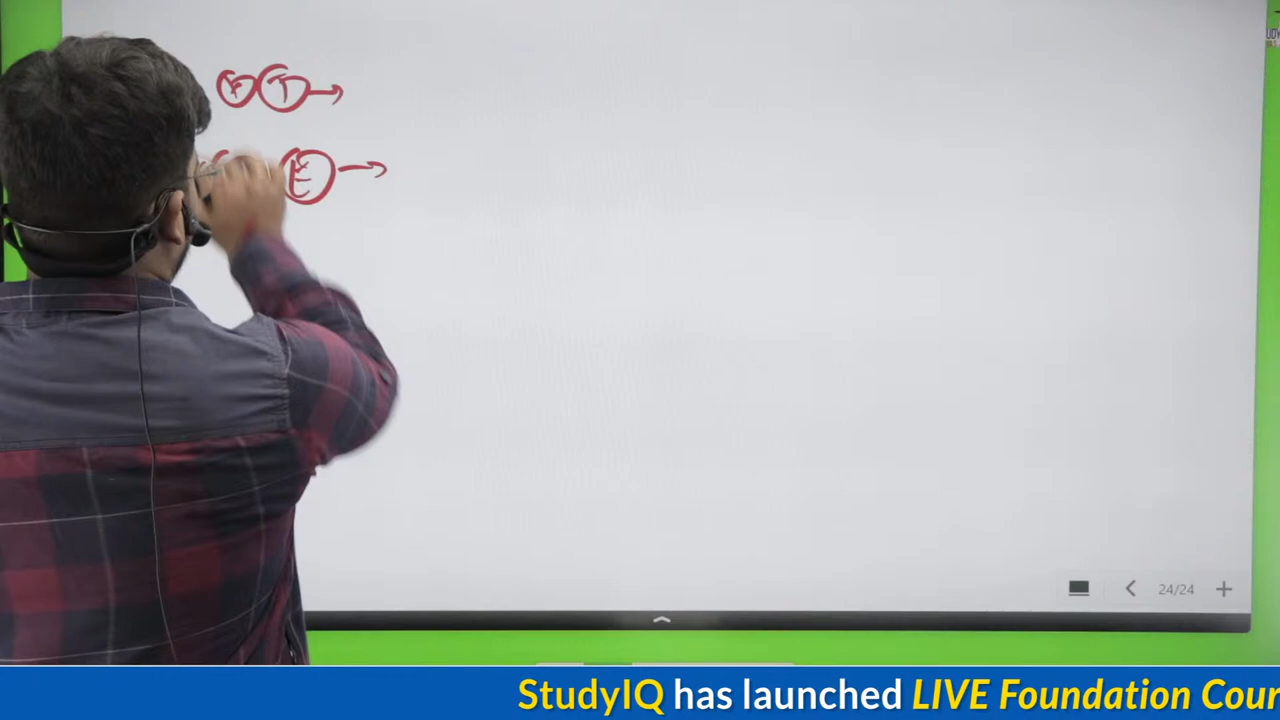 F T →
E →
24/24
StudyIQ has launched LIVE Foundation Cour